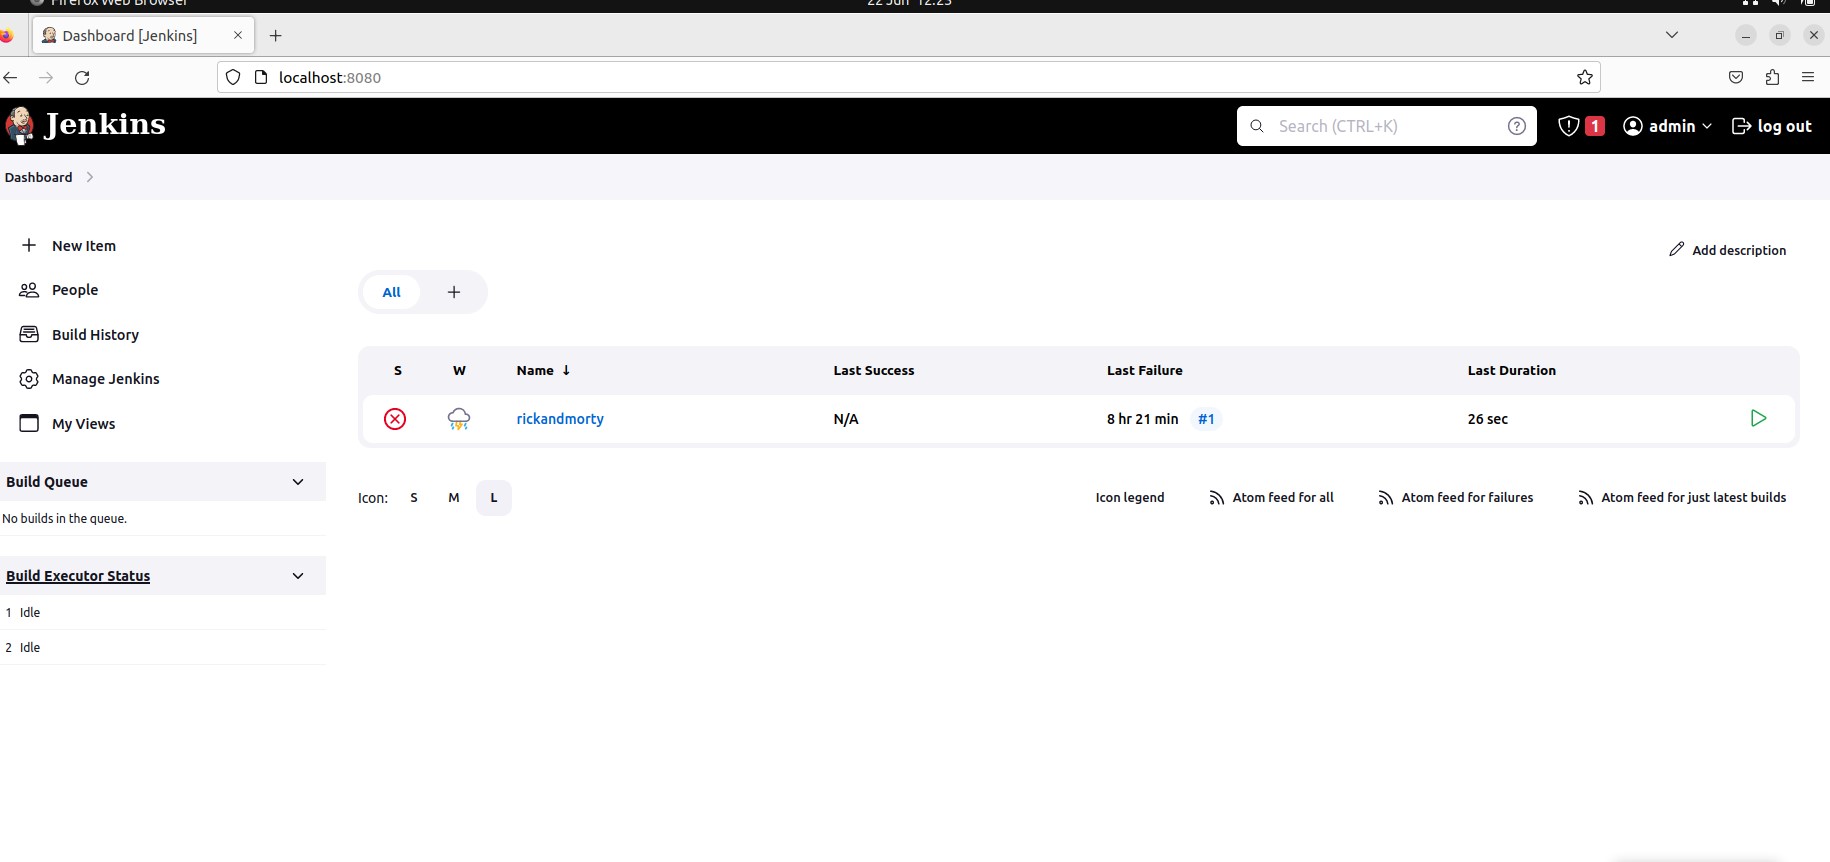 Firefox Web Browser
22 Jun 12:23
Dashboard [Jenkins]
localhost:8080
Jenkins
Search (CTRL+K)
1
admin
log out
Dashboard
New Item
People
Build History
Manage Jenkins
My Views
Build Queue
No builds in the queue.
Build Executor Status
1 Idle
2 Idle
Add description
All +
S W Name ↓ Last Success Last Failure Last Duration
rickandmorty N/A 8 hr 21 min #1 26 sec
Icon: S M L
Icon legend Atom feed for all Atom feed for failures Atom feed for just latest builds